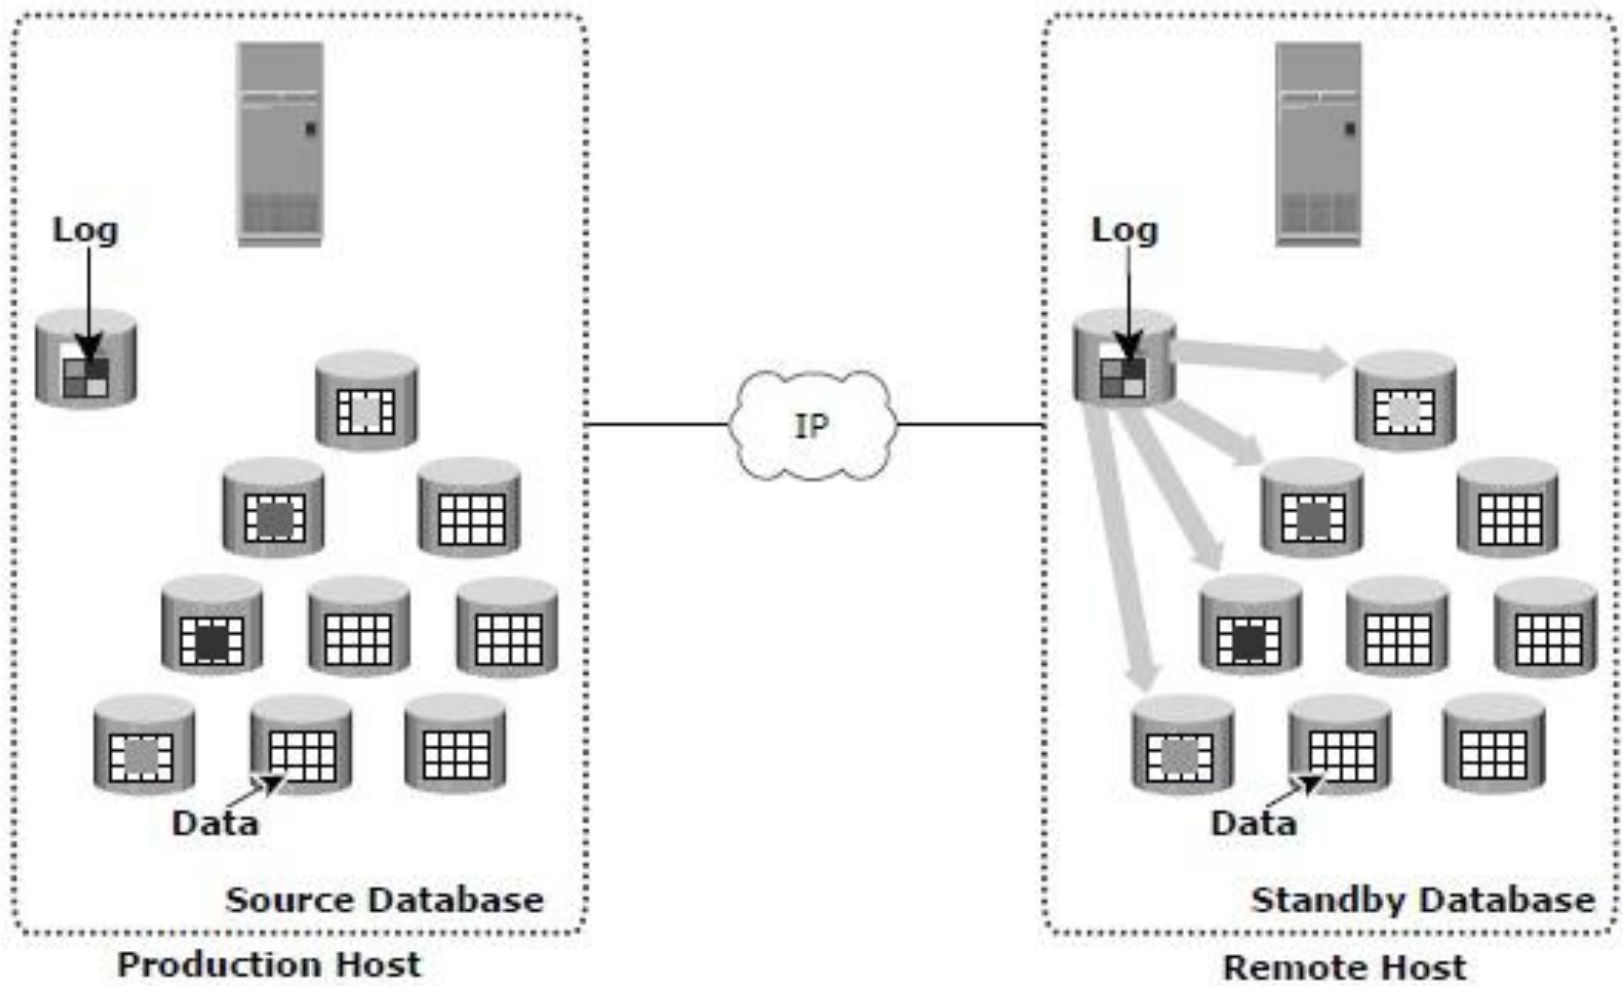 Log
Data
Source Database
Production Host
IP
Log
Data
Standby Database
Remote Host